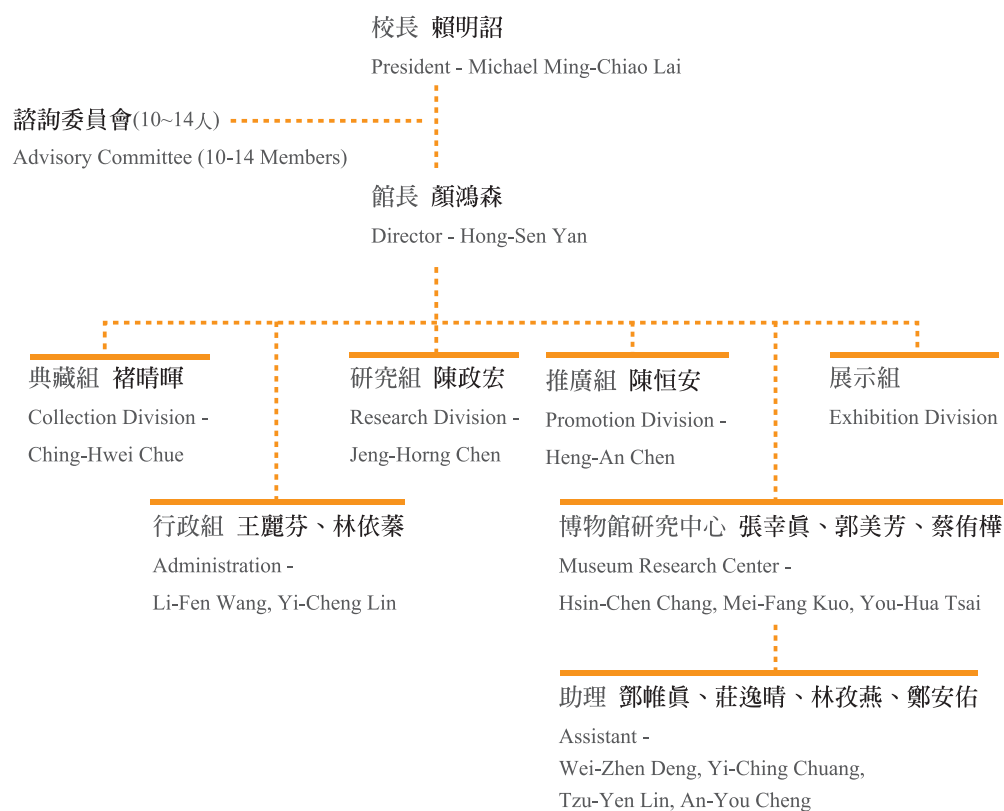 校長 賴明詔
President - Michael Ming-Chiao Lai
諮詢委員會(10~14人)
Advisory Committee (10-14 Members)
館長 顏鴻森
Director - Hong-Sen Yan
典藏組 褚晴暉
Collection Division -
Ching-Hwei Chue
研究組 陳政宏
Research Division -
Jeng-Horng Chen
推廣組 陳恒安
Promotion Division -
Heng-An Chen
展示組
Exhibition Division
行政組 王麗芬、林依蓁
Administration -
Li-Fen Wang, Yi-Cheng Lin
博物館研究中心 張幸眞、郭美芳、蔡侑樺
Museum Research Center -
Hsin-Chen Chang, Mei-Fang Kuo, You-Hua Tsai
助理 鄧帷眞、莊逸晴、林孜燕、鄭安佑
Assistant -
Wei-Zhen Deng, Yi-Ching Chuang,
Tzu-Yen Lin, An-You Cheng